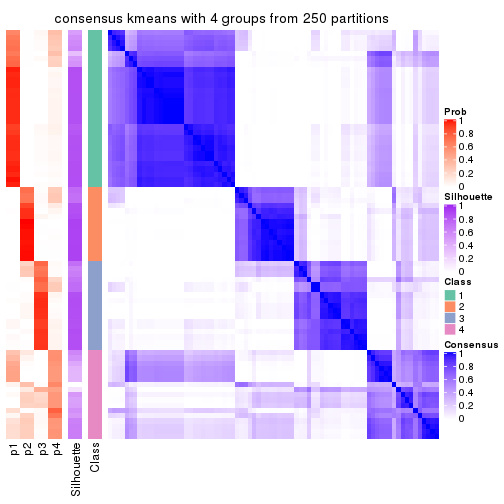 consensus kmeans with 4 groups from 250 partitions
Prob
1
0.8
0.6
0.4
0.2
0
Silhouette
1
0.8
0.6
0.4
0.2
0
Class
1
2
3
4
Consensus
1
0.8
0.6
0.4
0.2
0
p1
p2
p3
p4
Silhouette
Class